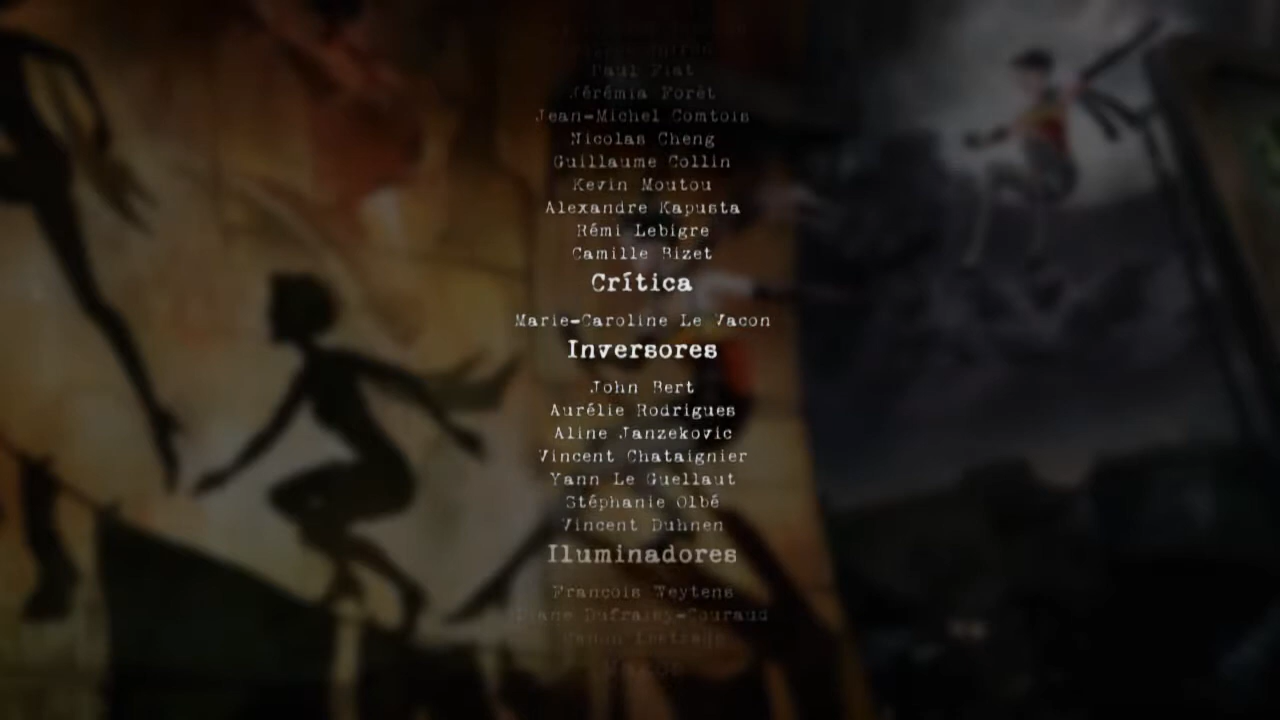 Paul Fiat
Jérémia Forêt
Jean-Michel Comtois
Nicolas Cheng
Guillaume Collin
Kevin Moutou
Alexandre Kapusta
Rémi Lebigre
Camille Bizet
Crítica
Marie-Caroline Le Vacon
Inversores
John Bert
Aurélie Rodrigues
Aline Janzekovic
Vincent Chataignier
Yann Le Guellaut
Stéphanie Olbé
Vincent Duhnen
Iluminadores
François Weytens